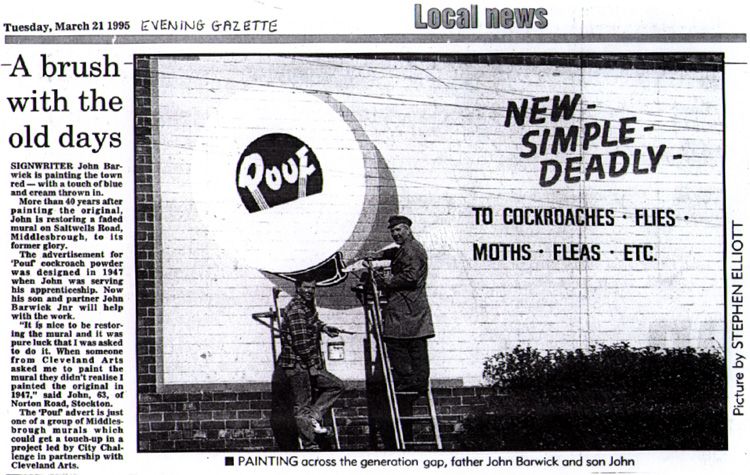 Local news
Tuesday, March 21 1995 EVENING GAZETTE
A brush
with the
old days
SIGNWRITER John Bar-
wick is painting the town
red — with a touch of blue
and cream thrown in.
More than 40 years after
painting the original,
John is restoring a faded
mural on Saltwells Road,
Middlesbrough, to its
former glory.
The advertisement for
'Pouf' cockroach powder
was designed in 1947
when John was serving
his apprenticeship. Now
his son and partner John
Barwick Jnr will help
with the work.
"It is nice to be restor-
ing the mural and it was
pure luck that I was asked
to do it. When someone
from Cleveland Arts
asked me to paint the
mural they didn't realise I
painted the original in
1947," said John, 63, of
Norton Road, Stockton.
The 'Pouf' advert is just
one of a group of Middles-
brough murals which
could get a touch-up in a
project led by City Chal-
lenge in partnership with
Cleveland Arts.
POUF
NEW-
SIMPLE-
DEADLY-
TO COCKROACHES · FLIES ·
MOTHS · FLEAS · ETC.
Picture by STEPHEN ELLIOTT
■ PAINTING across the generation gap, father John Barwick and son John